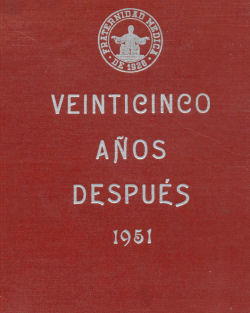 FRATERNIDAD MEDICA
DE 1926
VEINTICINCO
AÑOS
DESPUÉS
1951